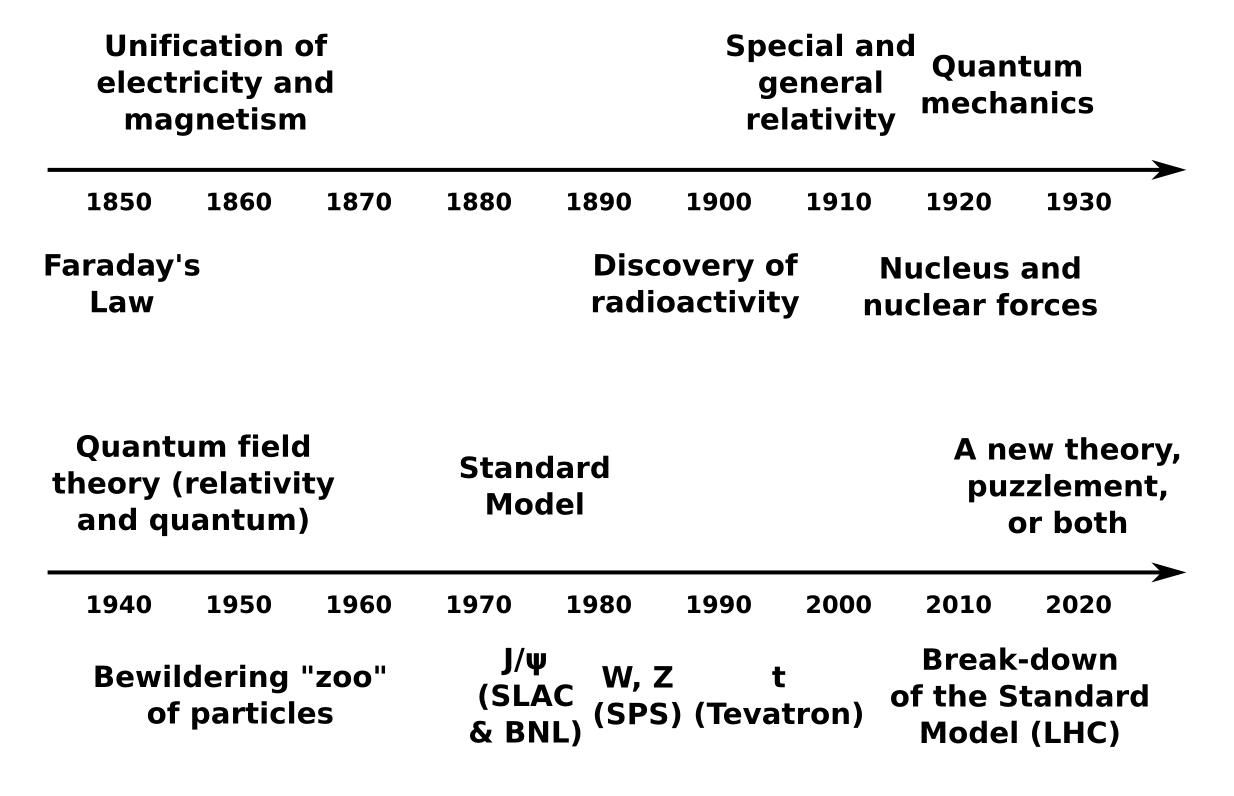 Unification of
electricity and
magnetism
Special and
general
relativity
Quantum
mechanics
1850 1860 1870 1880 1890 1900 1910 1920 1930
Faraday's
Law
Discovery of
radioactivity
Nucleus and
nuclear forces
Quantum field
theory (relativity
and quantum)
Standard
Model
A new theory,
puzzlement,
or both
1940 1950 1960 1970 1980 1990 2000 2010 2020
Bewildering "zoo"
of particles
J/ψ
(SLAC
& BNL)
W, Z
(SPS)
t
(Tevatron)
Break-down
of the Standard
Model (LHC)